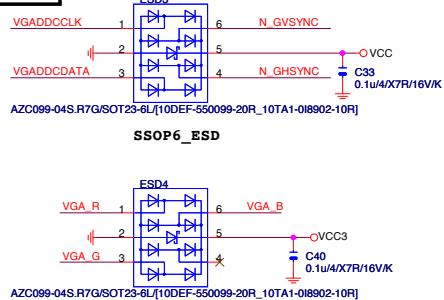 VGADDCCLK 1 6 N_GVSYNC
2 5 VCC
VGADDCDATA 3 4 N_GHSYNC
C33
0.1u/4/X7R/16V/K
AZC099-04S.R7G/SOT23-6L/[10DEF-550099-20R_10TA1-0I8902-10R]
SSOP6_ESD
ESD4
VGA_R 1 6 VGA_B
2 5 VCC3
VGA_G 3 4
C40
0.1u/4/X7R/16V/K
AZC099-04S.R7G/SOT23-6L/[10DEF-550099-20R_10TA1-0I8902-10R]